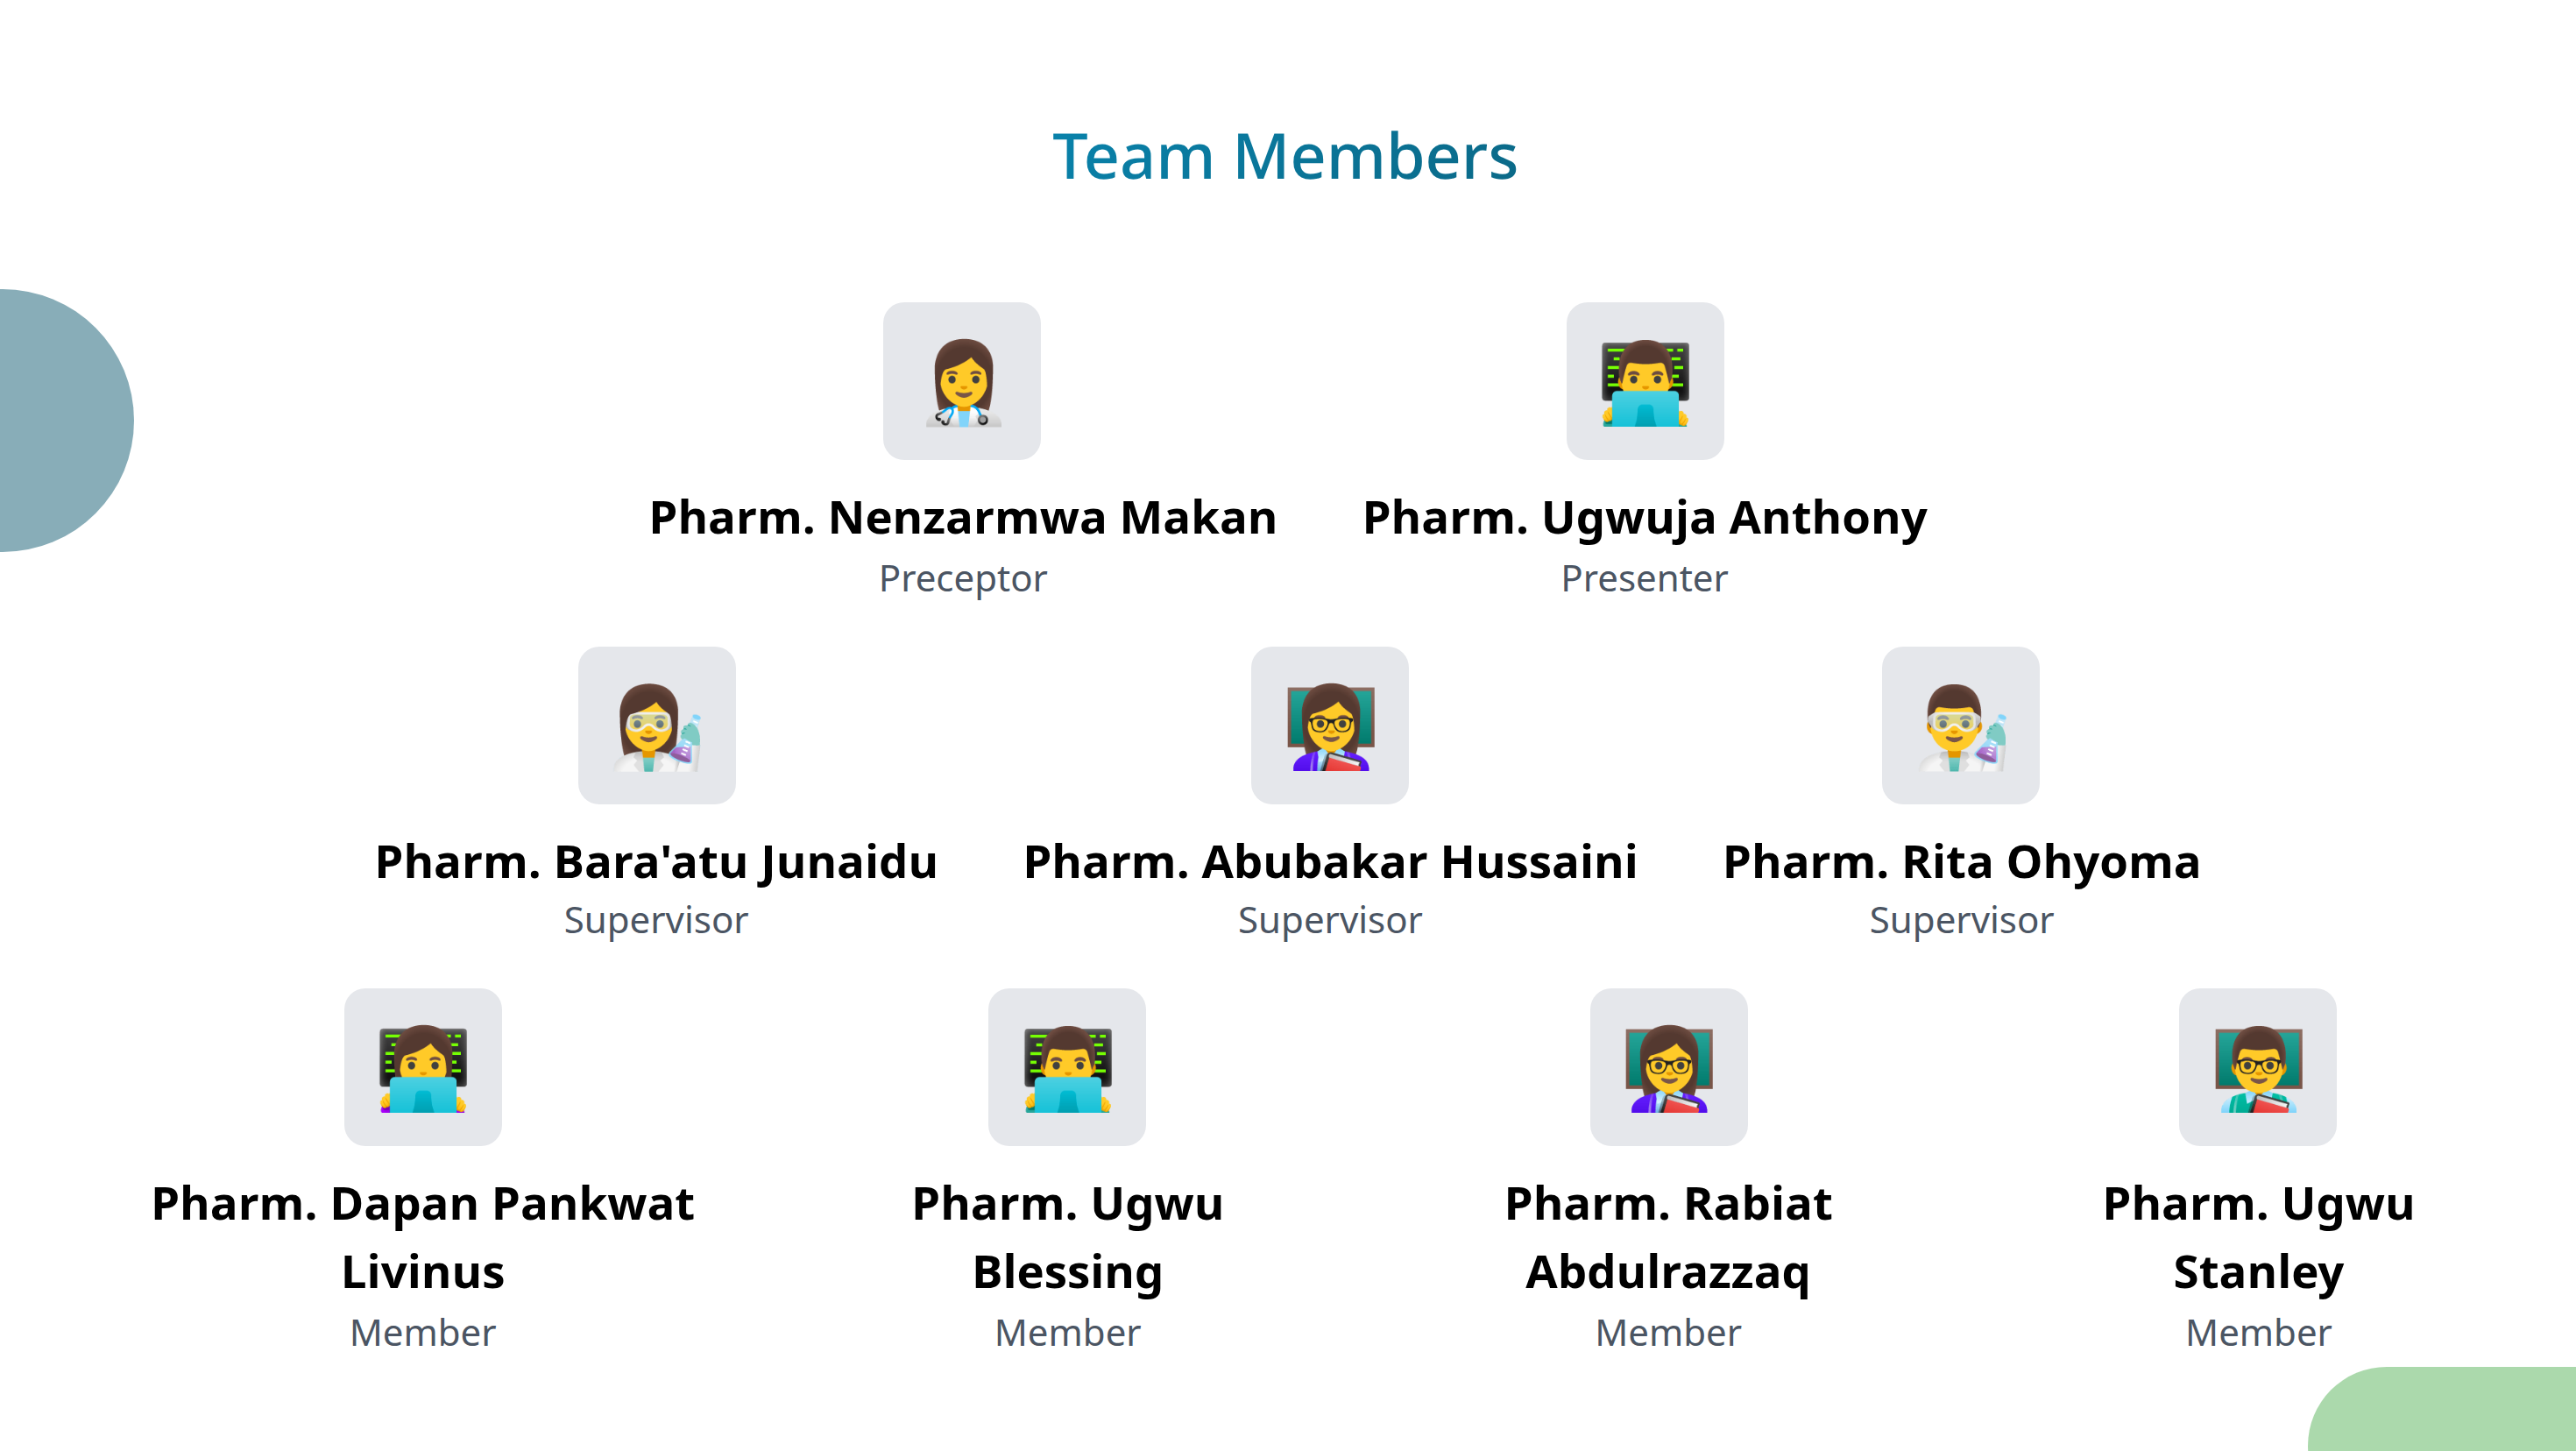 Team Members
Pharm. Nenzarmwa Makan
Preceptor
Pharm. Ugwuja Anthony
Presenter
Pharm. Bara'atu Junaidu
Supervisor
Pharm. Abubakar Hussaini
Supervisor
Pharm. Rita Ohyoma
Supervisor
Pharm. Dapan Pankwat
Livinus
Member
Pharm. Ugwu
Blessing
Member
Pharm. Rabiat
Abdulrazzaq
Member
Pharm. Ugwu
Stanley
Member